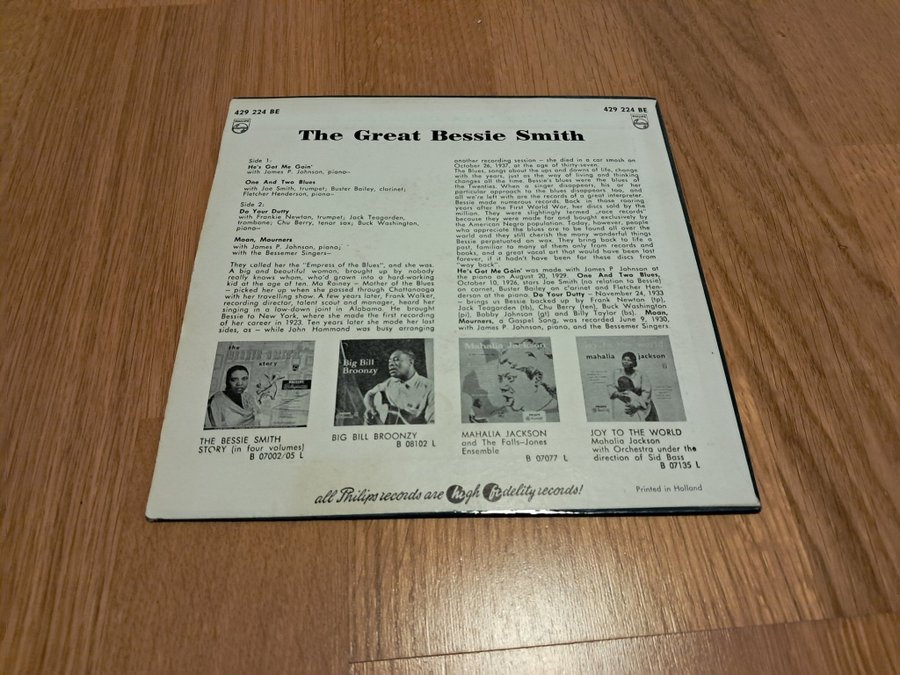 429 224 BE
429 224 BE
PHILIPS
PHILIPS
The Great Bessie Smith
Side 1:
He's Got Me Goin'
with James P. Johnson, piano—
One And Two Blues
with Joe Smith, trumpet; Buster Bailey, clarinet;
Fletcher Henderson, piano—
Side 2:
Do Your Dutty
with Frankie Newton, trumpet; Jack Teagarden,
trombone; Chu Berry, tenor sax; Buck Washington,
piano—
Moan, Mourners
with James P. Johnson, piano;
with the Bessemer Singers—
They called her the "Empress of the Blues", and she was.
A big and beautiful woman, brought up by nobody
really knows whom, who'd grown into a hard-working
kid at the age of ten. Ma Rainey – Mother of the Blues
– picked her up when she passed through Chattanooga
with her travelling show. A few years later, Frank Walker,
recording director, talent scout and manager, heard her
singing in a low-down joint in Alabama. He brought
Bessie to New York, where she made the first recording
of her career in 1923. Ten years later she made her last
sides, as – while John Hammond was busy arranging
another recording session – she died in a car smash on
October 26, 1937, at the age of thirty-seven.
The Blues, songs about the ups and downs of life, change
with the years, just as the way of living and thinking
changes all the time. Bessie's blues were the blues of
the Twenties. When a singer disappears, his or her
particular approach to the blues disappears too, and
all we're left with are the records of a great interpreter.
Bessie made numerous records. Back in those roaring
years after the First World War, her discs sold by the
million. They were slightingly termed „race records"
because they were made for and bought exclusively by
the American Negro population. Today, however, people
who appreciate the blues are to be found all over the
world and they still cherish the many wonderful things
Bessie perpetuated on wax. They bring back to life a
past, familiar to many of them only from records and
books, and a great vocal art that would have been lost
forever, if it hadn't have been for these discs from
"way back".
He's Got Me Goin' was made with James P Johnson at
the piano on August 20, 1929. One And Two Blues,
October 10, 1926, stars Joe Smith (no relation to Bessie)
on cornet, Buster Bailey on clarinet and Fletcher Hen-
derson at the piano. Do Your Dutty – November 24, 1933
– brings us Bessie backed up by Frank Newton (tp),
Jack Teagarden (tb), Chu Berry (ten), Buck Washington
(pi), Bobby Johnson (gt) and Billy Taylor (bs). Moan,
Mourners, a Gospel Song, was recorded June 9, 1930,
with James P. Johnson, piano, and the Bessemer Singers
the
BESSIE SMITH
story
Big Bill
Broonzy
Mahalia Jackson
joy to the world
mahalia jackson
THE BESSIE SMITH
STORY (in four volumes)
B 07002/05 L
BIG BILL BROONZY
B 08102 L
MAHALIA JACKSON
and The Falls-Jones
Ensemble
B 07077 L
JOY TO THE WORLD
Mahalia Jackson
with Orchestra under the
direction of Sid Bass
B 07135 L
all Philips records are high fidelity records!
Printed in Holland